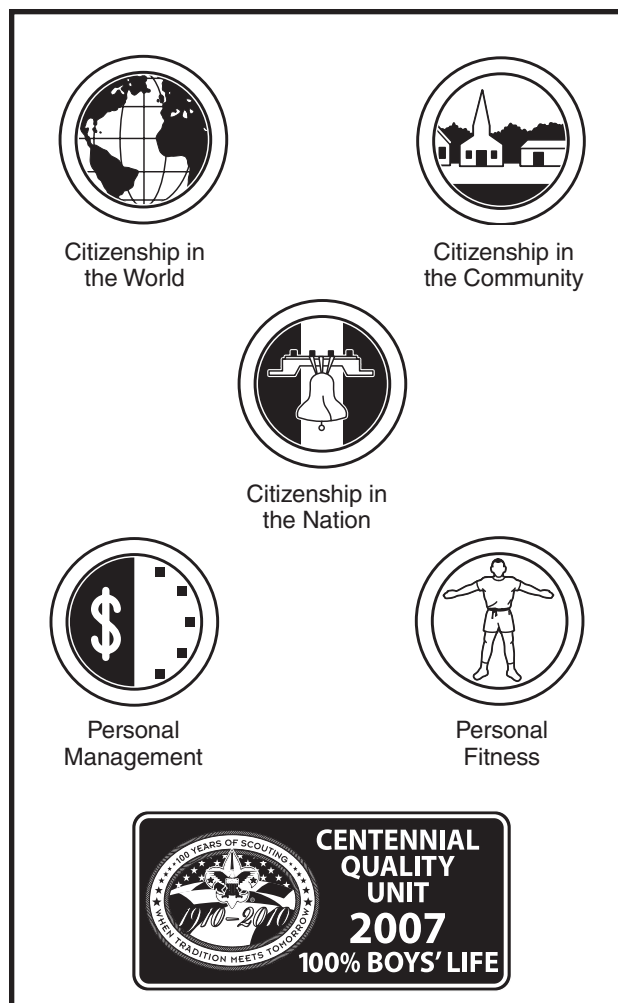 Citizenship in
the World
Citizenship in
the Community
Citizenship in
the Nation
$
Personal
Management
Personal
Fitness
100 YEARS OF SCOUTING
1910–2010
WHEN TRADITION MEETS TOMORROW
CENTENNIAL
QUALITY
UNIT
2007
100% BOYS' LIFE